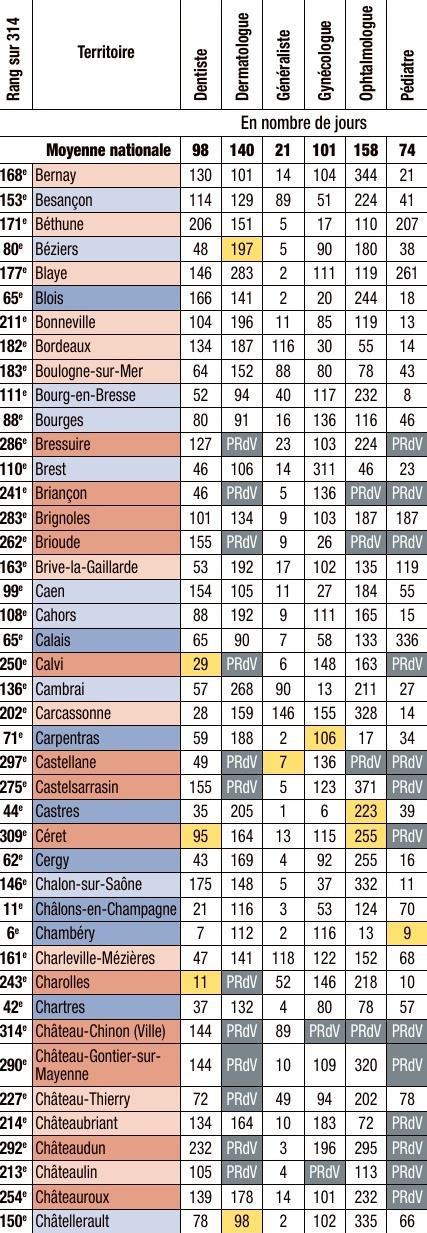 Rang sur 314 Territoire Dentiste Dermatologue Généraliste Gynécologue Ophtalmologue Pédiatre
En nombre de jours
Moyenne nationale 98 140 21 101 158 74
168e Bernay 130 101 14 104 344 21
153e Besançon 114 129 89 51 224 41
171e Béthune 206 151 5 17 110 207
80e Béziers 48 197 5 90 180 38
177e Blaye 146 283 2 111 119 261
65e Blois 166 141 2 20 244 18
211e Bonneville 104 196 11 85 119 13
182e Bordeaux 134 187 116 30 55 14
183e Boulogne-sur-Mer 64 152 88 80 78 43
111e Bourg-en-Bresse 52 94 40 117 232 8
88e Bourges 80 91 16 136 116 46
286e Bressuire 127 PRdV 23 103 224 PRdV
110e Brest 46 106 14 311 46 23
241e Briançon 46 PRdV 5 136 PRdV PRdV
283e Brignoles 101 134 9 103 187 187
262e Brioude 155 PRdV 9 26 PRdV PRdV
163e Brive-la-Gaillarde 53 192 17 102 135 119
99e Caen 154 105 11 27 184 55
108e Cahors 88 192 9 111 165 15
65e Calais 65 90 7 58 133 336
250e Calvi 29 PRdV 6 148 163 PRdV
136e Cambrai 57 268 90 13 211 27
202e Carcassonne 28 159 146 155 328 14
71e Carpentras 59 188 2 106 17 34
297e Castellane 49 PRdV 7 136 PRdV PRdV
275e Castelsarrasin 155 PRdV 5 123 371 PRdV
44e Castres 35 205 1 6 223 39
309e Céret 95 164 13 115 255 PRdV
62e Cergy 43 169 4 92 255 16
146e Chalon-sur-Saône 175 148 5 37 332 11
11e Châlons-en-Champagne 21 116 3 53 124 70
6e Chambéry 7 112 2 116 13 9
161e Charleville-Mézières 47 141 118 122 152 68
243e Charolles 11 PRdV 52 146 218 10
42e Chartres 37 132 4 80 78 57
314e Château-Chinon (Ville) 144 PRdV 89 PRdV PRdV PRdV
290e Château-Gontier-sur-
Mayenne 144 PRdV 10 109 320 PRdV
227e Château-Thierry 72 PRdV 49 94 202 78
214e Châteaubriant 134 164 10 183 72 PRdV
292e Châteaudun 232 PRdV 3 196 295 PRdV
213e Châteaulin 105 PRdV 4 PRdV 113 PRdV
254e Châteauroux 139 178 14 101 232 PRdV
150e Châtellerault 78 98 2 102 335 66